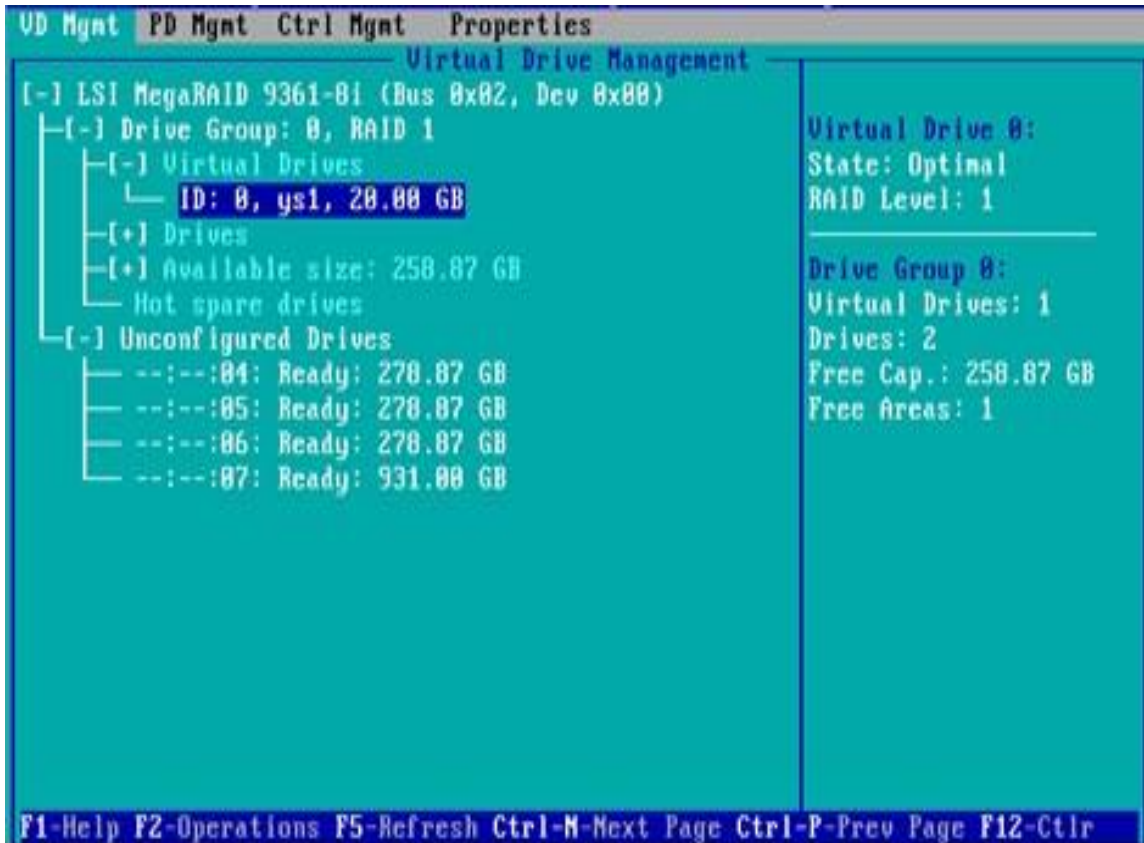 VD Mgmt PD Mgmt Ctrl Mgmt Properties
Virtual Drive Management
[-] LSI MegaRAID 9361-8i (Bus 0x02, Dev 0x00)
[-] Drive Group: 0, RAID 1
[-] Virtual Drives
ID: 0, ys1, 20.00 GB
[+] Drives
[+] Available size: 258.87 GB
Hot spare drives
[-] Unconfigured Drives
--:--:04: Ready: 278.87 GB
--:--:05: Ready: 278.87 GB
--:--:06: Ready: 278.87 GB
--:--:07: Ready: 931.00 GB
Virtual Drive 0:
State: Optimal
RAID Level: 1
Drive Group 0:
Virtual Drives: 1
Drives: 2
Free Cap.: 258.87 GB
Free Areas: 1
F1-Help F2-Operations F5-Refresh Ctrl-N-Next Page Ctrl-P-Prev Page F12-Ctlr